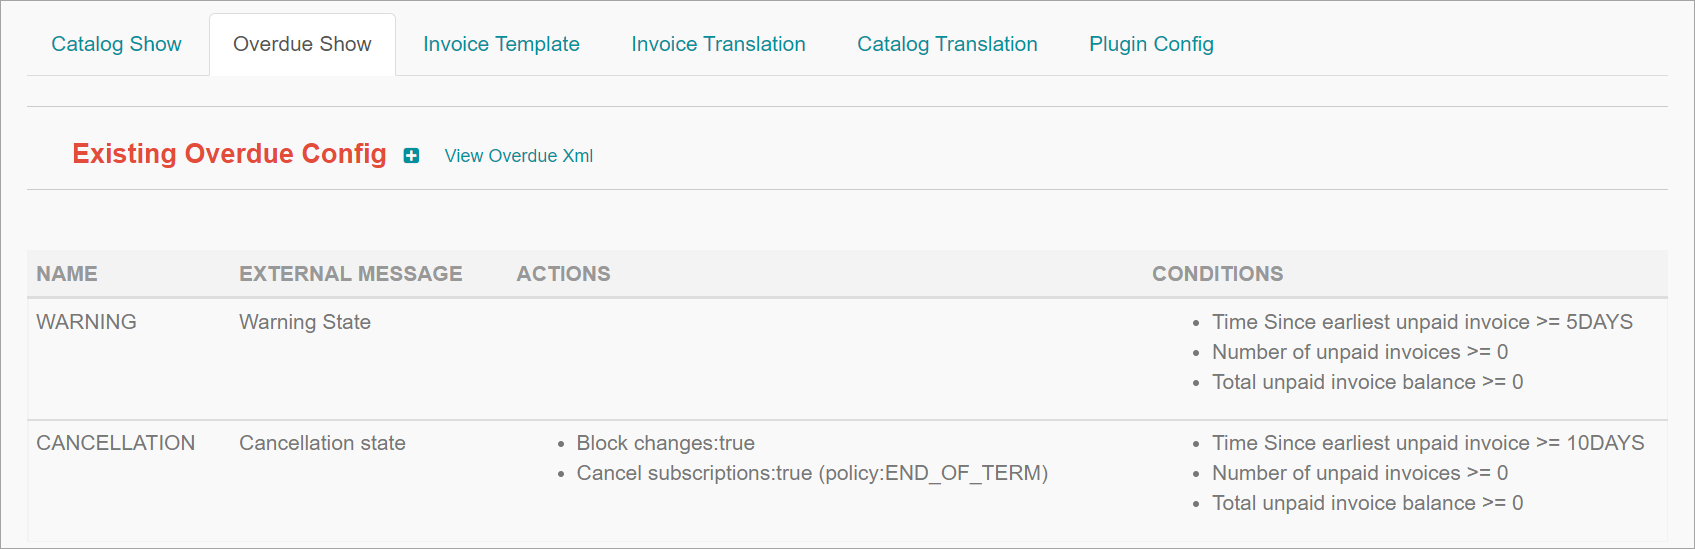 Catalog Show Overdue Show Invoice Template Invoice Translation Catalog Translation Plugin Config
Existing Overdue Config View Overdue Xml
NAME EXTERNAL MESSAGE ACTIONS CONDITIONS
WARNING Warning State • Time Since earliest unpaid invoice >= 5DAYS
• Number of unpaid invoices >= 0
• Total unpaid invoice balance >= 0
CANCELLATION Cancellation state • Block changes:true • Time Since earliest unpaid invoice >= 10DAYS
• Cancel subscriptions:true (policy:END_OF_TERM) • Number of unpaid invoices >= 0
• Total unpaid invoice balance >= 0